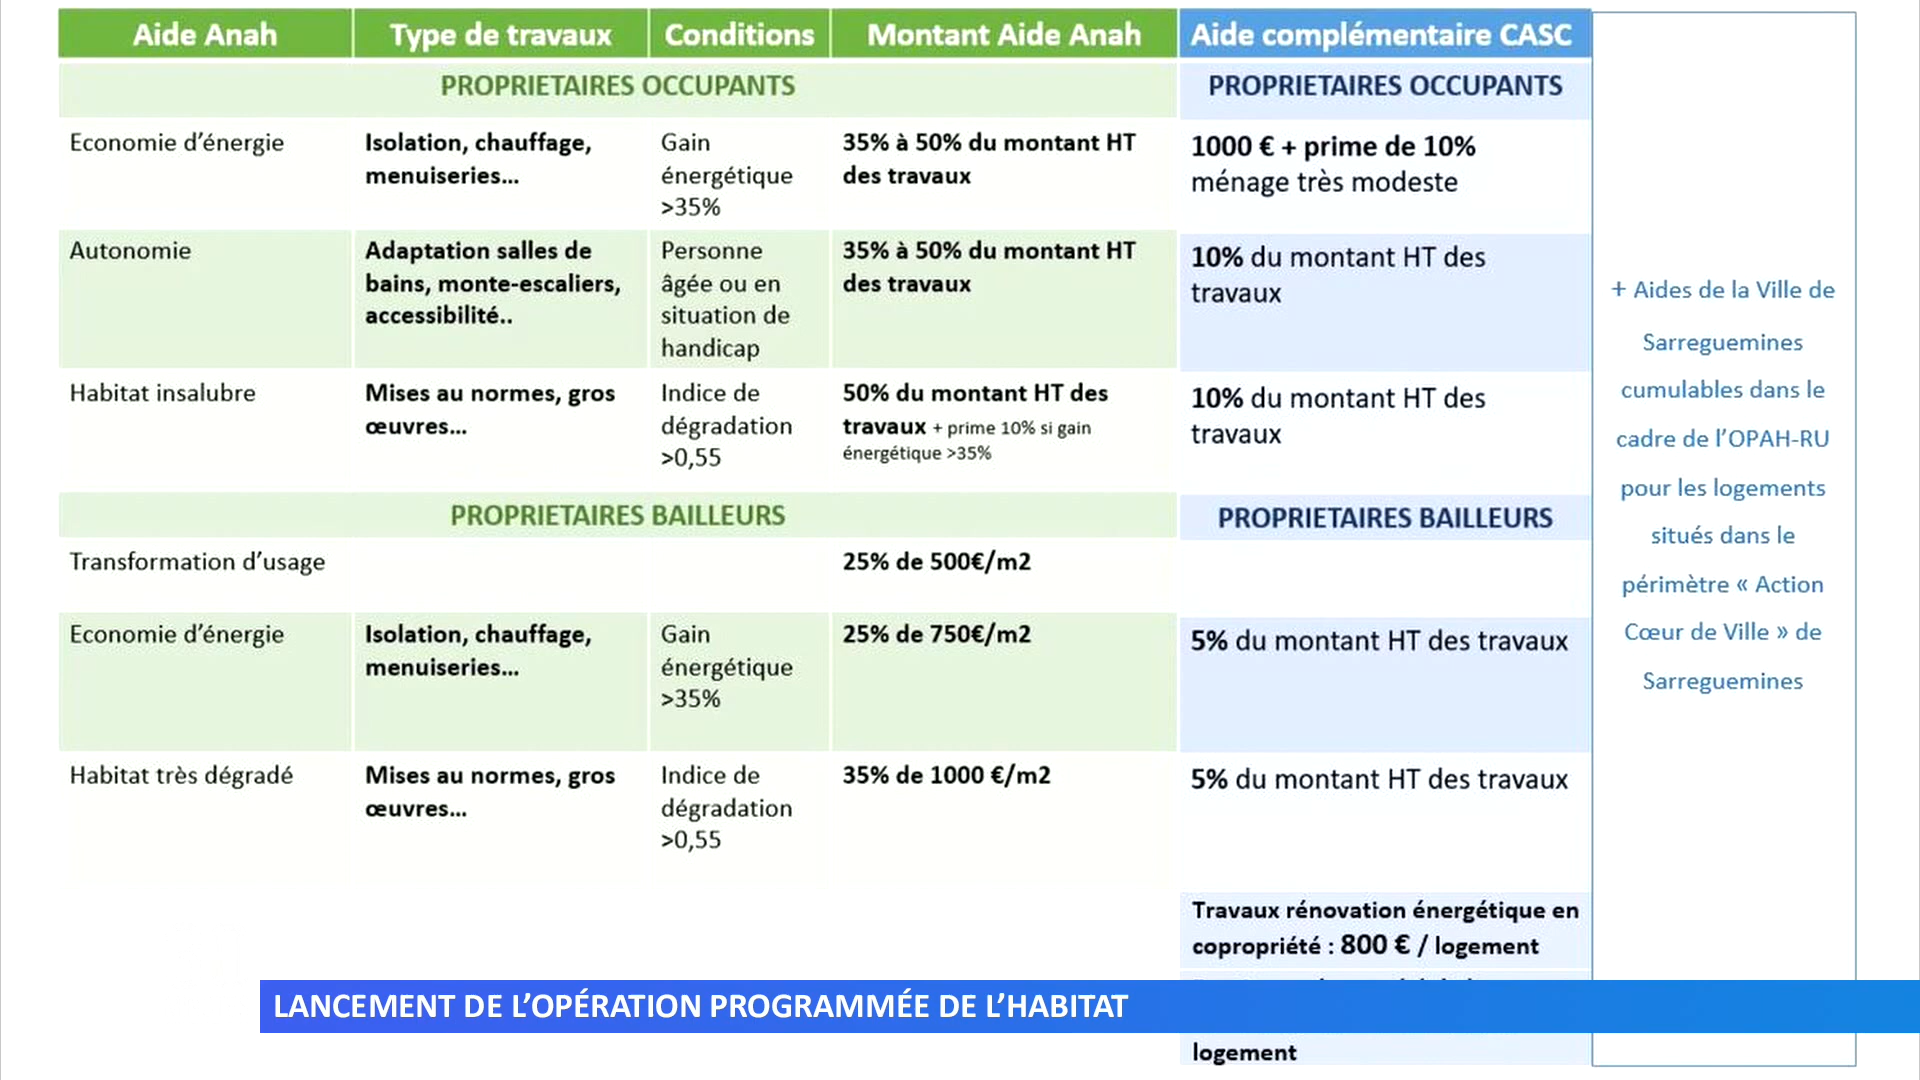 Aide Anah
Type de travaux
Conditions
Montant Aide Anah
Aide complémentaire CASC
PROPRIETAIRES OCCUPANTS
PROPRIETAIRES OCCUPANTS
Economie d’énergie
Isolation, chauffage,
menuiseries...
Gain
énergétique
>35%
35% à 50% du montant HT
des travaux
1000 € + prime de 10%
ménage très modeste
Autonomie
Adaptation salles de
bains, monte-escaliers,
accessibilité..
Personne
âgée ou en
situation de
handicap
35% à 50% du montant HT
des travaux
10% du montant HT des
travaux
Habitat insalubre
Mises au normes, gros
œuvres...
Indice de
dégradation
>0,55
50% du montant HT des
travaux + prime 10% si gain
énergétique >35%
10% du montant HT des
travaux
PROPRIETAIRES BAILLEURS
PROPRIETAIRES BAILLEURS
Transformation d’usage
25% de 500€/m2
Economie d’énergie
Isolation, chauffage,
menuiseries...
Gain
énergétique
>35%
25% de 750€/m2
5% du montant HT des travaux
Habitat très dégradé
Mises au normes, gros
œuvres...
Indice de
dégradation
>0,55
35% de 1000 €/m2
5% du montant HT des travaux
Travaux rénovation énergétique en
copropriété : 800 € / logement
logement
+ Aides de la Ville de
Sarreguemines
cumulables dans le
cadre de l’OPAH-RU
pour les logements
situés dans le
périmètre « Action
Cœur de Ville » de
Sarreguemines
LANCEMENT DE L’OPÉRATION PROGRAMMÉE DE L’HABITAT